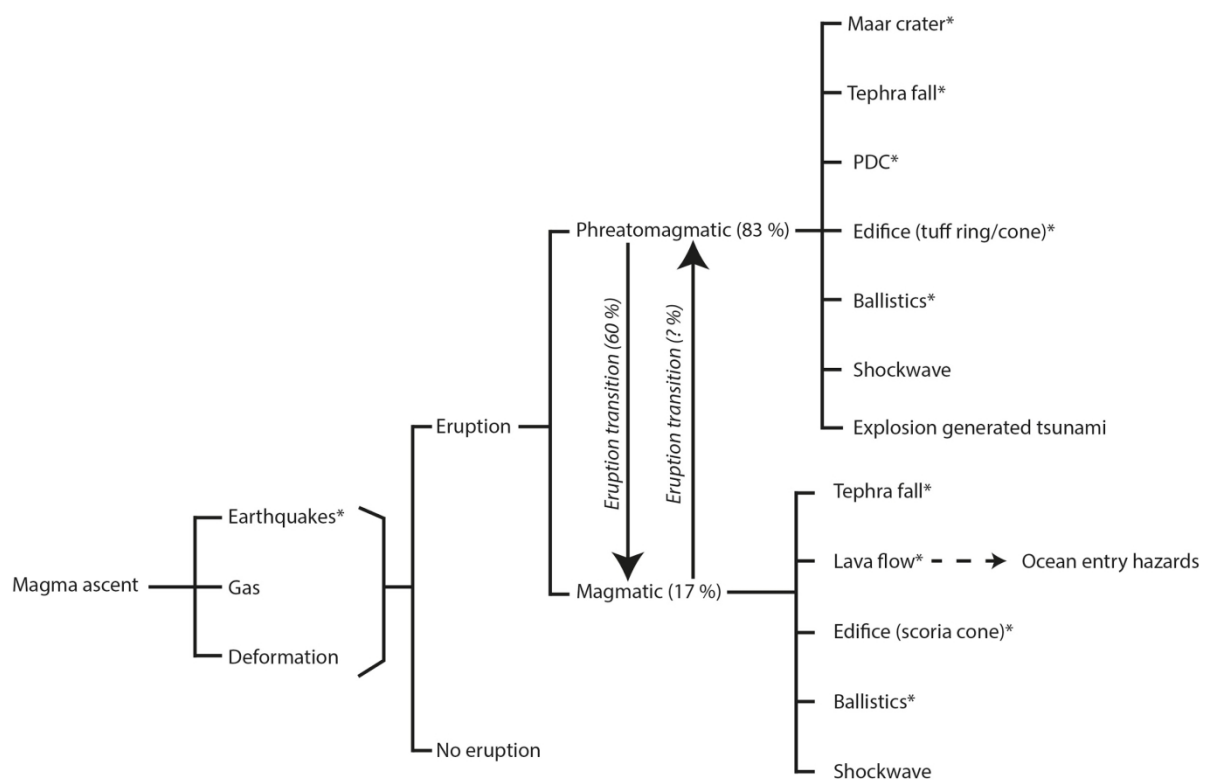 Magma ascent
Earthquakes*
Gas
Deformation
Eruption
No eruption
Phreatomagmatic (83 %)
Eruption transition (60 %)
Eruption transition (? %)
Magmatic (17 %)
Maar crater*
Tephra fall*
PDC*
Edifice (tuff ring/cone)*
Ballistics*
Shockwave
Explosion generated tsunami
Tephra fall*
Lava flow*
Ocean entry hazards
Edifice (scoria cone)*
Ballistics*
Shockwave